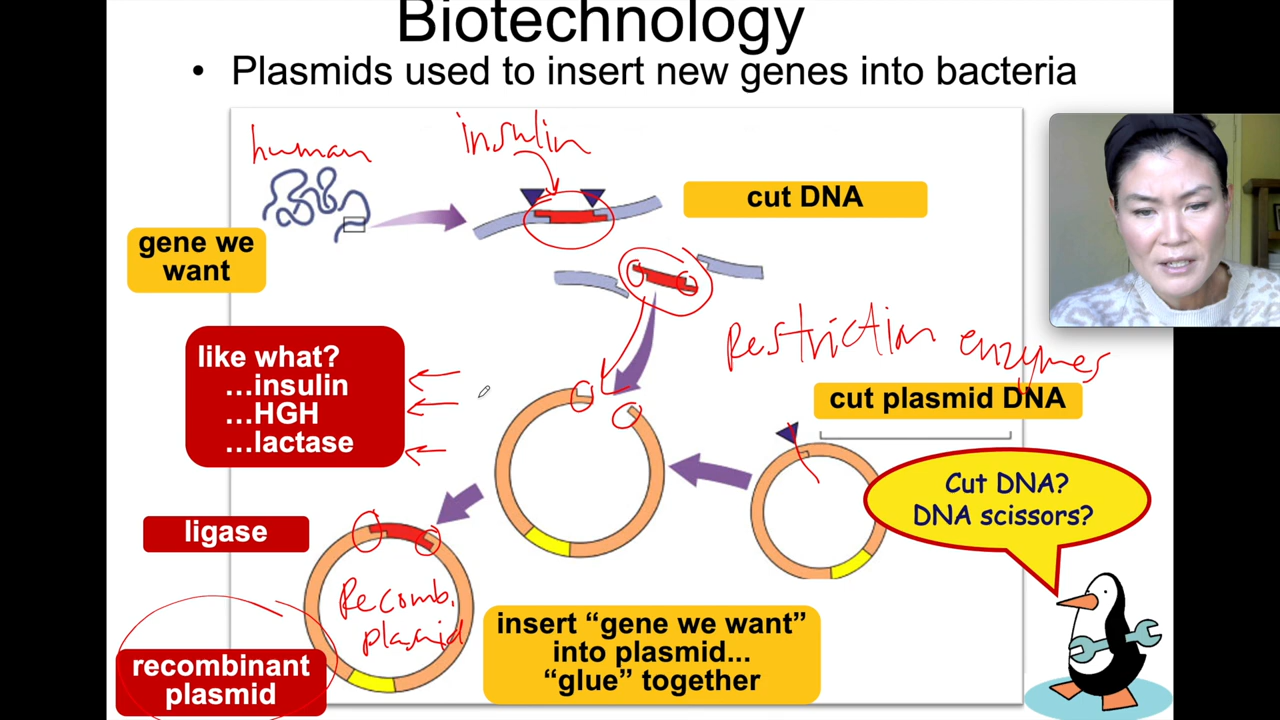 Biotechnology
• Plasmids used to insert new genes into bacteria
human
insulin
cut DNA
gene we
want
Restriction enzymes
like what?
...insulin
...HGH
...lactase
cut plasmid DNA
Cut DNA?
DNA scissors?
ligase
Recomb.
plasmid
insert “gene we want”
into plasmid...
“glue” together
recombinant
plasmid